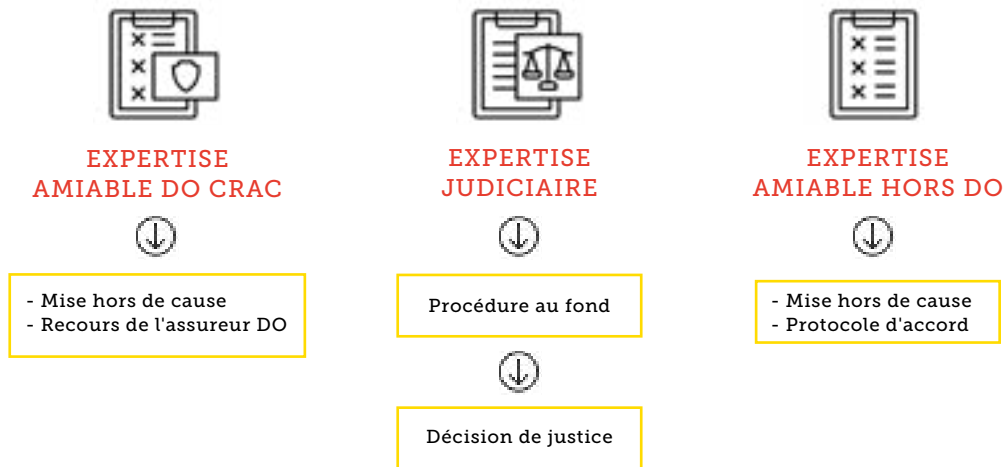 EXPERTISE
AMIABLE DO CRAC
- Mise hors de cause
- Recours de l'assureur DO
EXPERTISE
JUDICIAIRE
Procédure au fond
Décision de justice
EXPERTISE
AMIABLE HORS DO
- Mise hors de cause
- Protocole d'accord